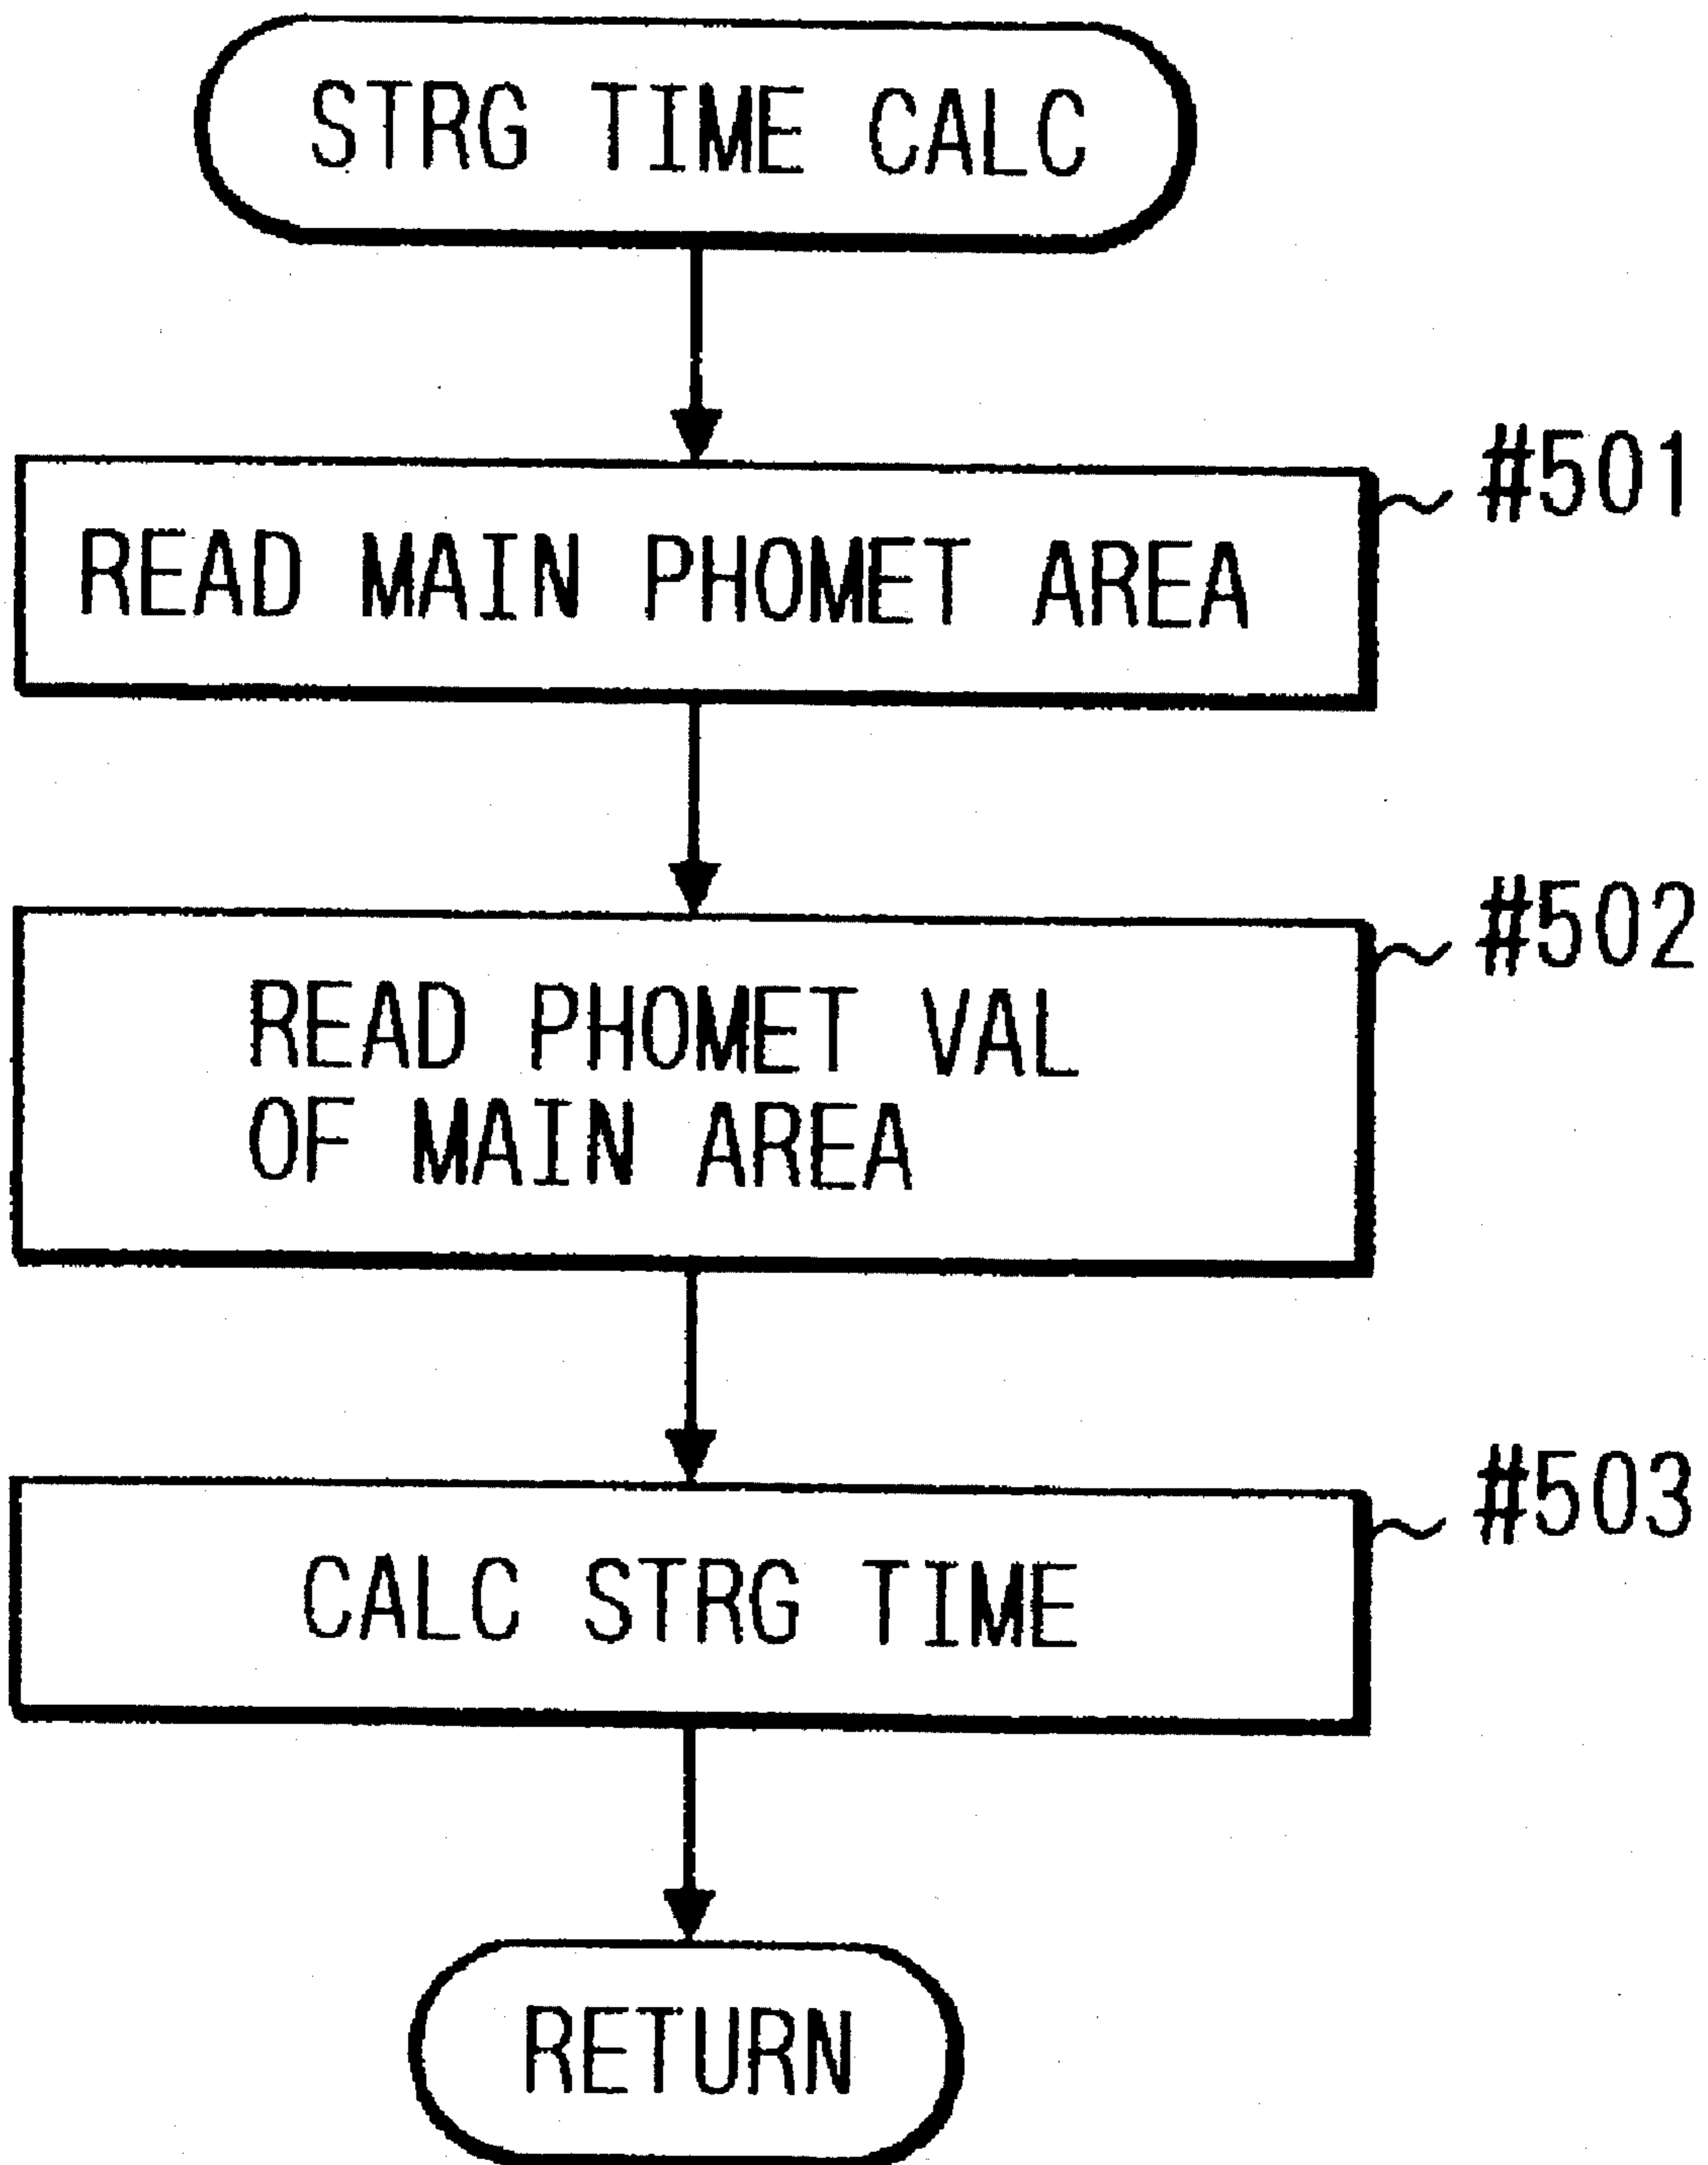 STRG TIME CALC
#501
READ MAIN PHOMET AREA
#502
READ PHOMET VAL
OF MAIN AREA
#503
CALC STRG TIME
RETURN